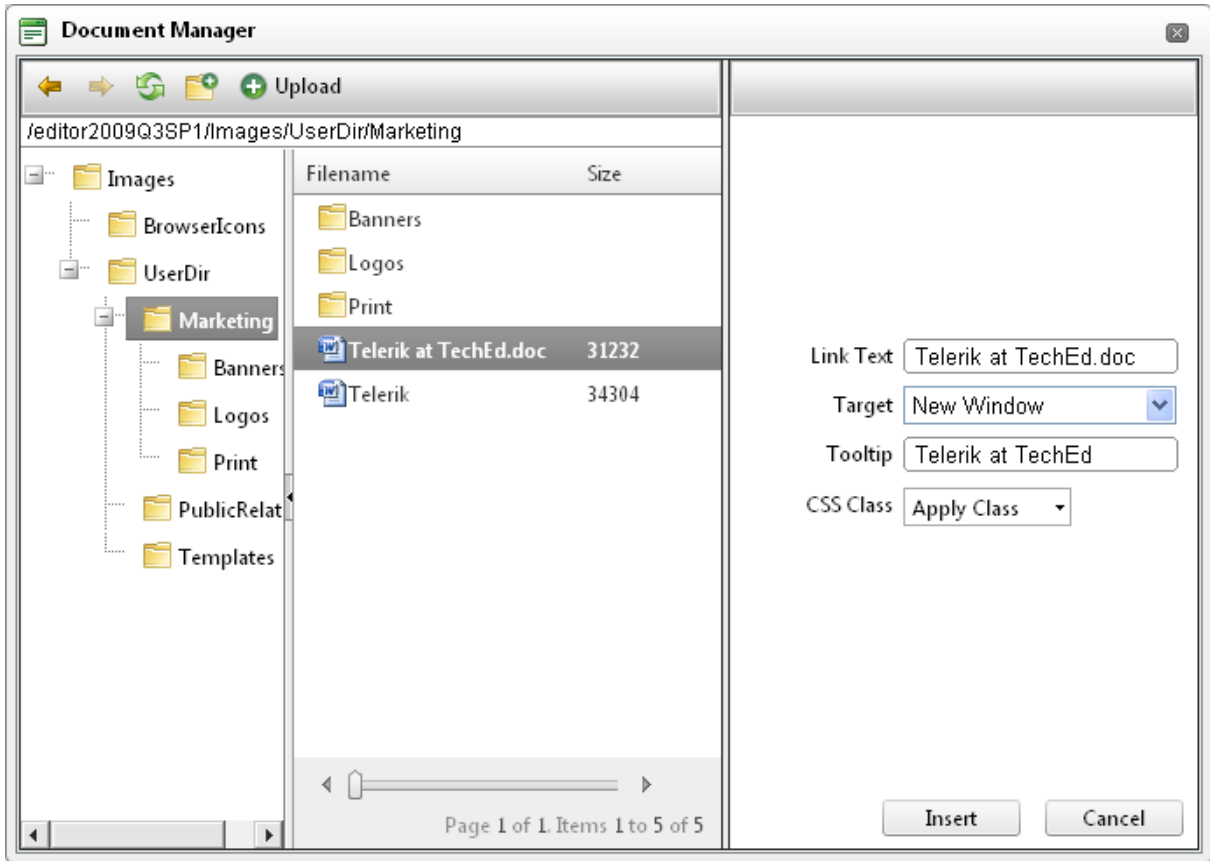 Document Manager
Upload
/editor2009Q3SP1/Images/UserDir/Marketing
Images
BrowserIcons
UserDir
Marketing
Banners
Logos
Print
PublicRelat
Templates
Filename Size
Banners
Logos
Print
Telerik at TechEd.doc 31232
Telerik 34304
Page 1 of 1. Items 1 to 5 of 5
Link Text Telerik at TechEd.doc
Target New Window
Tooltip Telerik at TechEd
CSS Class Apply Class
Insert Cancel